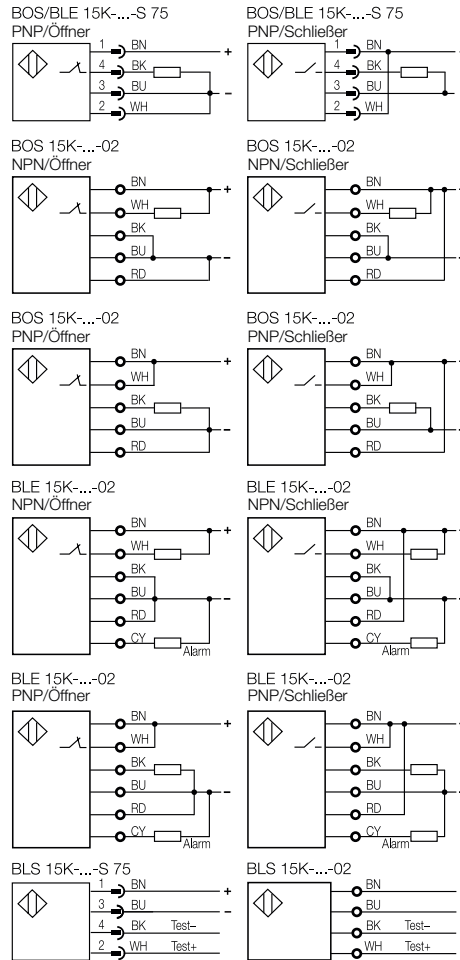 BOS/BLE 15K-...-S 75
PNP/Öffner
1 BN +
4 BK
3 BU –
2 WH
BOS/BLE 15K-...-S 75
PNP/Schließer
1 BN
4 BK
3 BU
2 WH
BOS 15K-...-02
NPN/Öffner
BN +
WH
BK
BU –
RD
BOS 15K-...-02
NPN/Schließer
BN
WH
BK
BU
RD
BOS 15K-...-02
PNP/Öffner
BN +
WH
BK
BU –
RD
BOS 15K-...-02
PNP/Schließer
BN
WH
BK
BU
RD
BLE 15K-...-02
NPN/Öffner
BN +
WH
BK
BU –
RD
CY Alarm
BLE 15K-...-02
NPN/Schließer
BN
WH
BK
BU
RD
CY Alarm
BLE 15K-...-02
PNP/Öffner
BN +
WH
BK
BU –
RD
CY Alarm
BLE 15K-...-02
PNP/Schließer
BN
WH
BK
BU
RD
CY Alarm
BLS 15K-...-S 75
1 BN +
3 BU –
4 BK Test–
2 WH Test+
BLS 15K-...-02
BN
BU
BK Test–
WH Test+